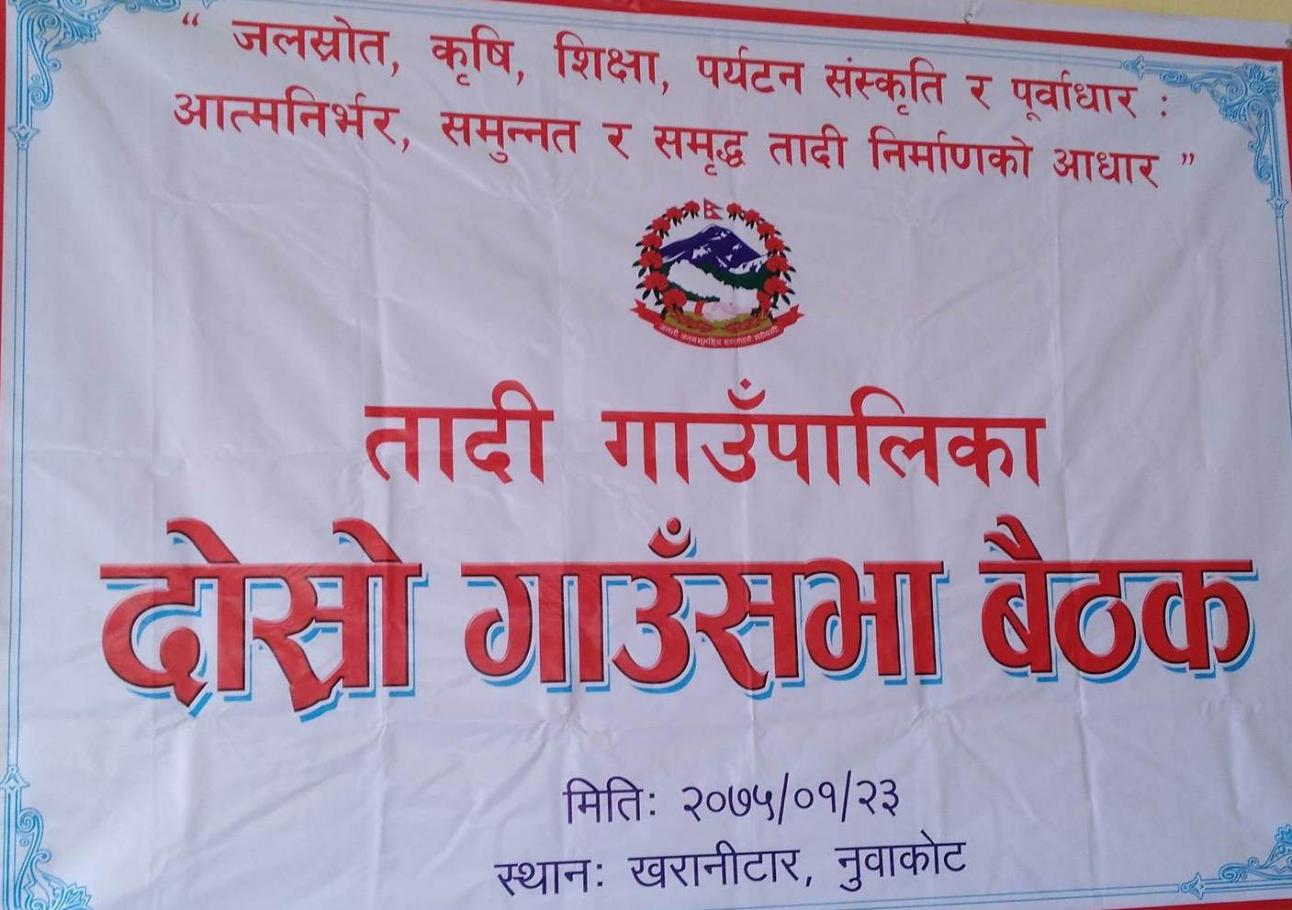 “ जलस्रोत, कृषि, शिक्षा, पर्यटन संस्कृति र पूर्वाधार :
आत्मनिर्भर, समुन्नत र समृद्ध तादी निर्माणको आधार ”
तादी गाउँपालिका
दोस्रो गाउँसभा बैठक
मितिः २०७५/०१/२३
स्थानः खरानीटार, नुवाकोट